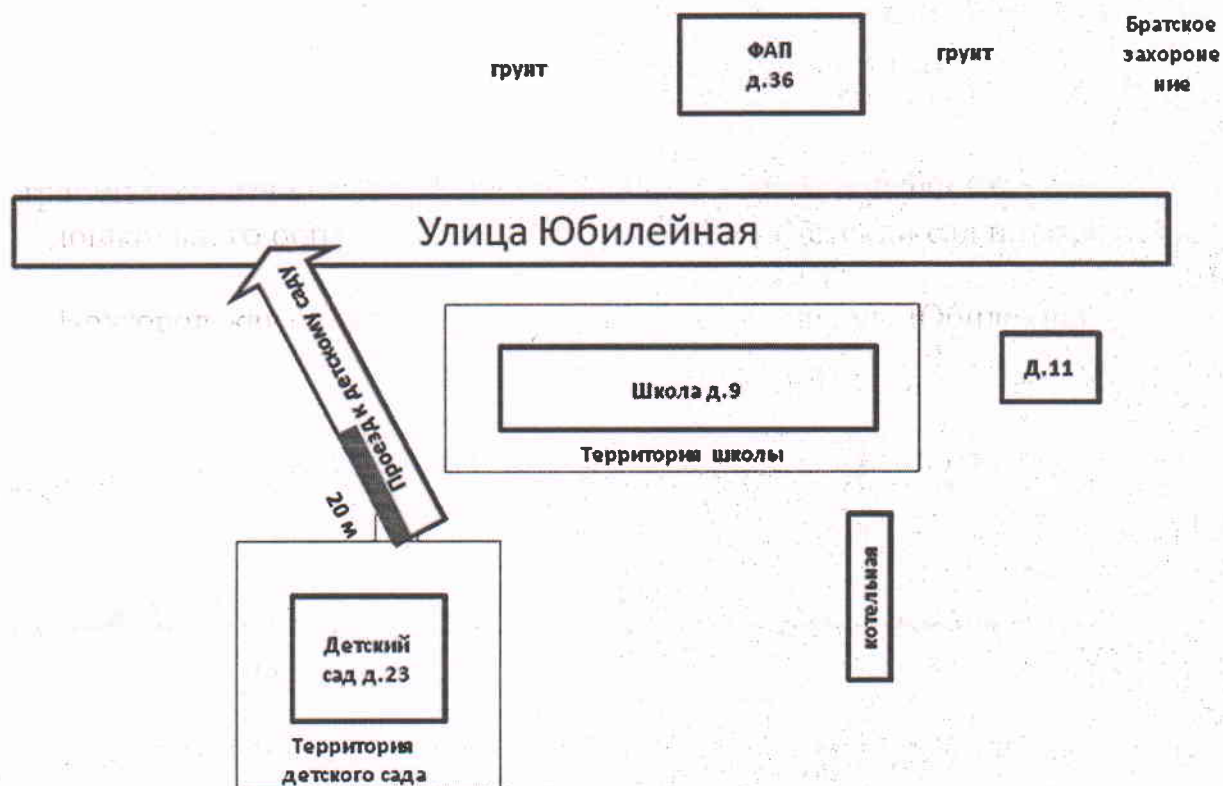 грунт
ФАП
д.36
грунт
Братское
захороне
ние
Улица Юбилейная
Проезд к детскому саду
20 м
Школа д.9
Территория школы
Д.11
котельная
Детский
сад д.23
Территория
детского сада